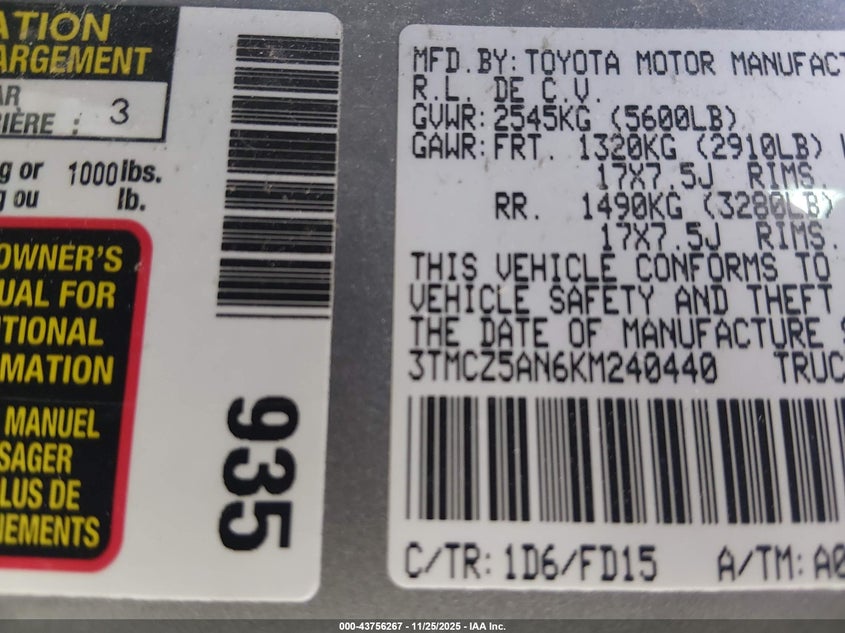 ATION
ARGEMENT
AR
IÈRE : 3
g or 1000 lbs.
g ou lb.
OWNER'S
UAL FOR
TIONAL
MATION
MANUEL
SAGER
LUS DE
UEMENTS
935
MFD.BY: TOYOTA MOTOR MANUFACT
R.L. DE C.V.
GVWR: 2545KG (5600LB)
GAWR: FRT. 1320KG (2910LB)
17X7.5J RIMS.
RR. 1490KG (3280LB)
17X7.5J RIMS.
THIS VEHICLE CONFORMS TO
VEHICLE SAFETY AND THEFT
THE DATE OF MANUFACTURE S
3TMCZ5AN6KM240440 TRUC
C/TR: 1D6/FD15 A/TM: A0
000-43756267 - 11/25/2025 - IAA Inc.